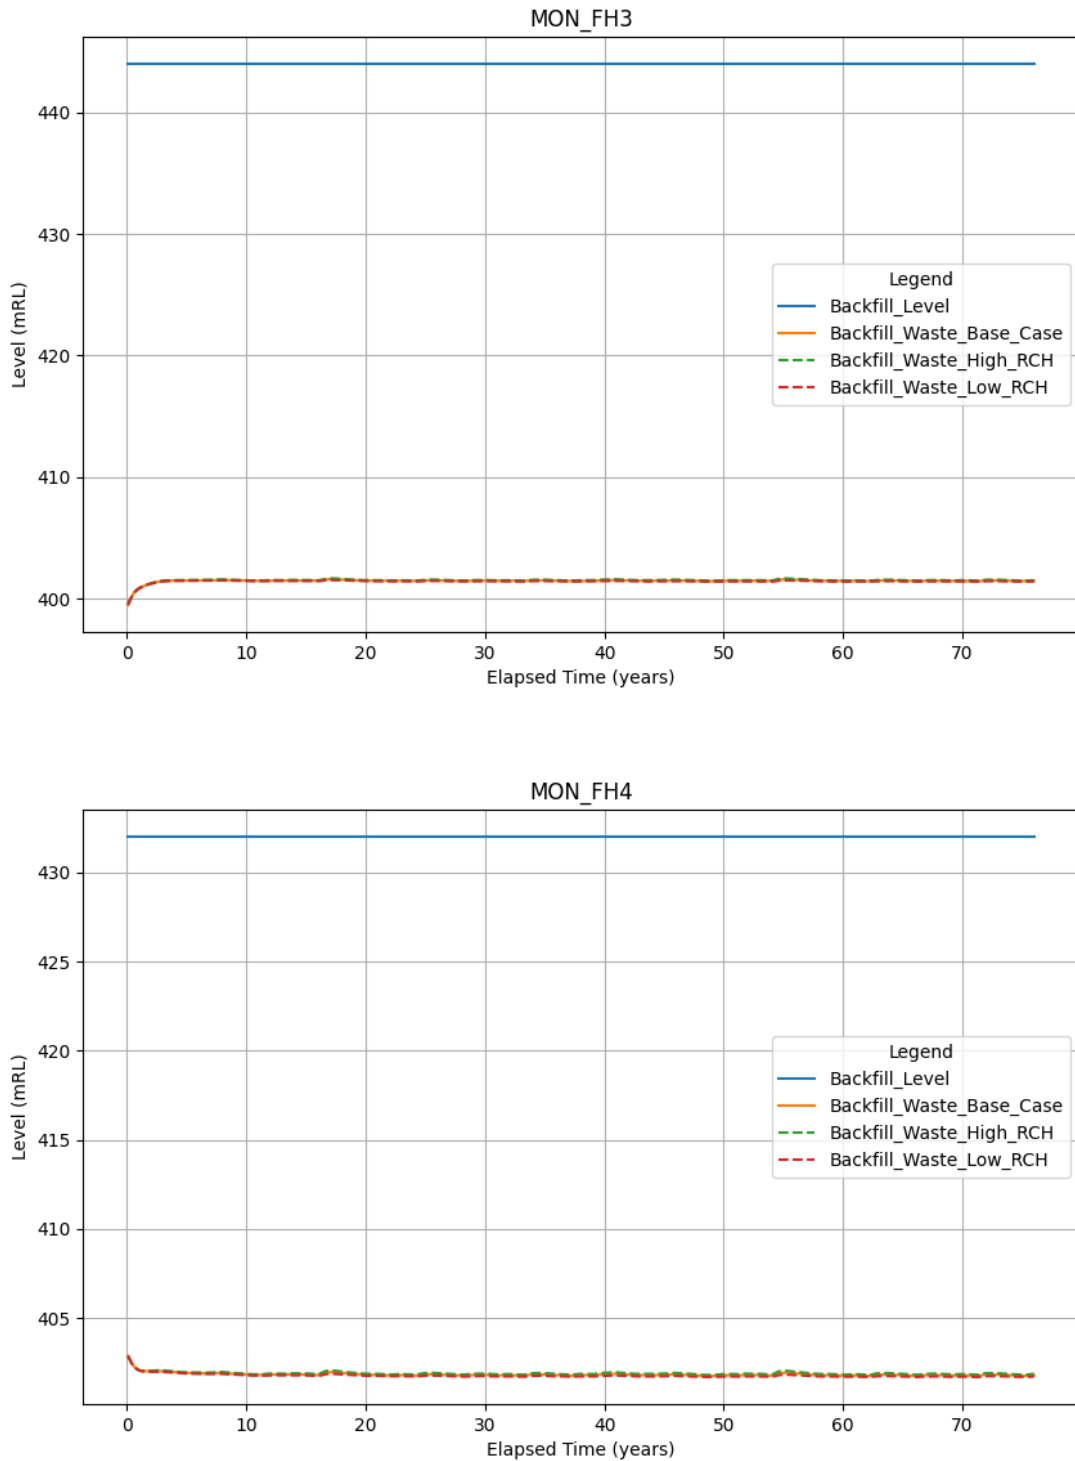 MON_FH3
440
430
420
410
400
Level (mRL)
Legend
Backfill_Level
Backfill_Waste_Base_Case
Backfill_Waste_High_RCH
Backfill_Waste_Low_RCH
0 10 20 30 40 50 60 70
Elapsed Time (years)
MON_FH4
430
425
420
415
410
405
Level (mRL)
Legend
Backfill_Level
Backfill_Waste_Base_Case
Backfill_Waste_High_RCH
Backfill_Waste_Low_RCH
0 10 20 30 40 50 60 70
Elapsed Time (years)